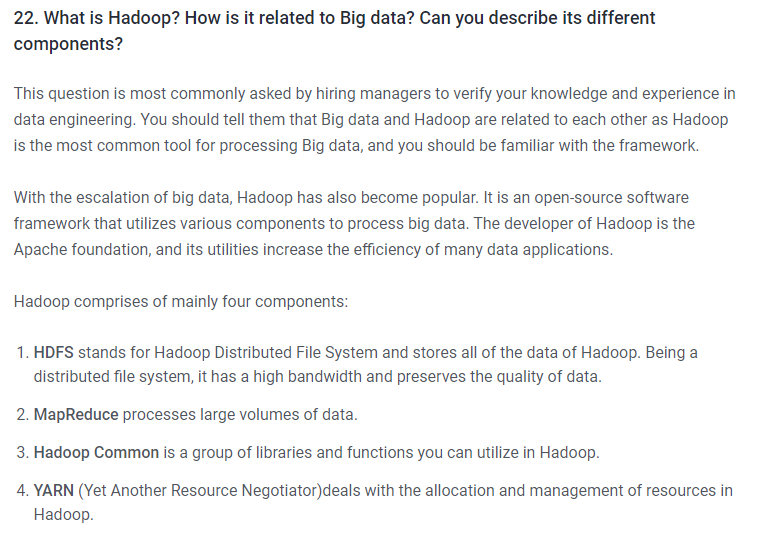 22. What is Hadoop? How is it related to Big data? Can you describe its different
components?
This question is most commonly asked by hiring managers to verify your knowledge and experience in
data engineering. You should tell them that Big data and Hadoop are related to each other as Hadoop
is the most common tool for processing Big data, and you should be familiar with the framework.
With the escalation of big data, Hadoop has also become popular. It is an open-source software
framework that utilizes various components to process big data. The developer of Hadoop is the
Apache foundation, and its utilities increase the efficiency of many data applications.
Hadoop comprises of mainly four components:
1. HDFS stands for Hadoop Distributed File System and stores all of the data of Hadoop. Being a
distributed file system, it has a high bandwidth and preserves the quality of data.
2. MapReduce processes large volumes of data.
3. Hadoop Common is a group of libraries and functions you can utilize in Hadoop.
4. YARN (Yet Another Resource Negotiator)deals with the allocation and management of resources in
Hadoop.